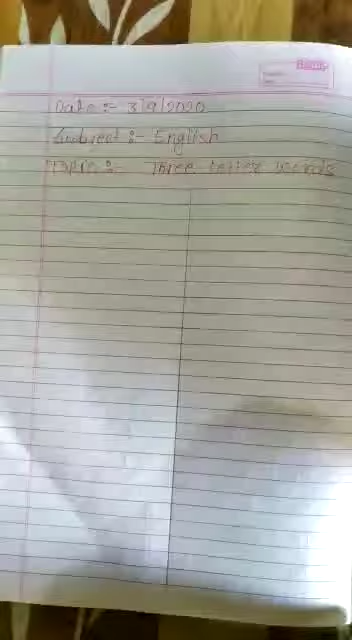 Date :- 3/9/2020
Subject :- English
Topic :- Three letter words